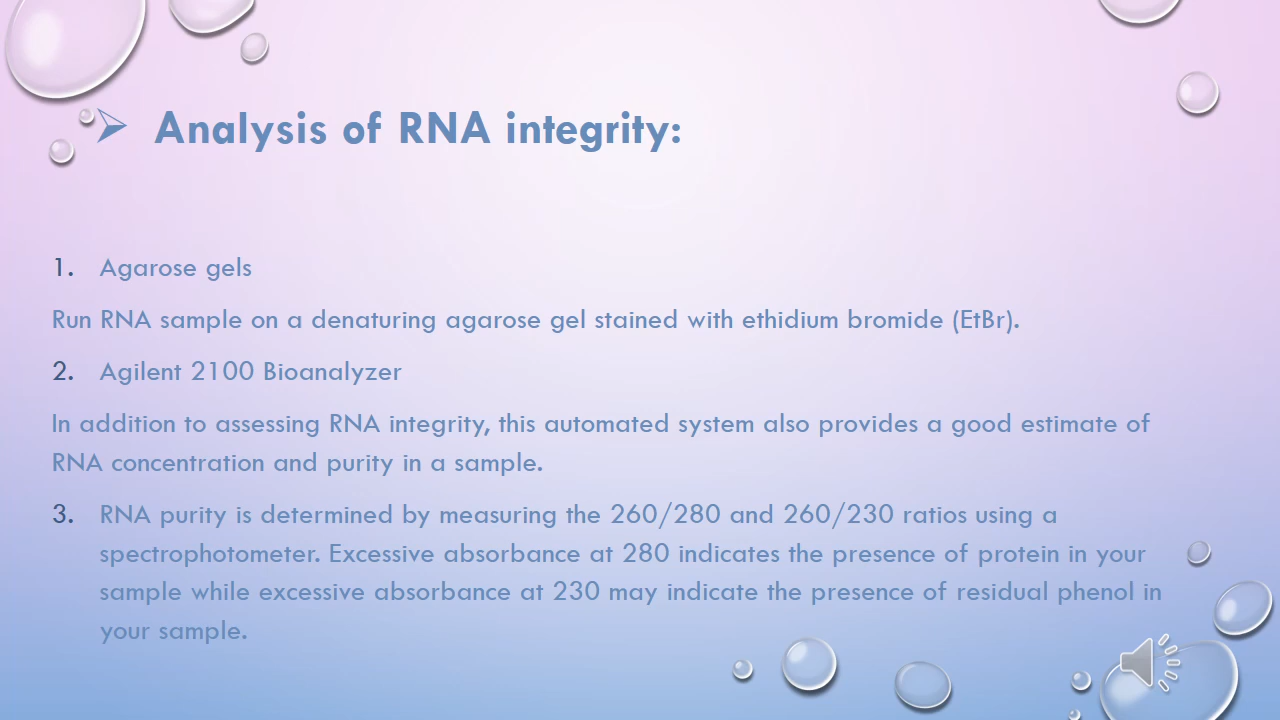 ➢ Analysis of RNA integrity:
1. Agarose gels
Run RNA sample on a denaturing agarose gel stained with ethidium bromide (EtBr).
2. Agilent 2100 Bioanalyzer
In addition to assessing RNA integrity, this automated system also provides a good estimate of
RNA concentration and purity in a sample.
3. RNA purity is determined by measuring the 260/280 and 260/230 ratios using a
spectrophotometer. Excessive absorbance at 280 indicates the presence of protein in your
sample while excessive absorbance at 230 may indicate the presence of residual phenol in
your sample.